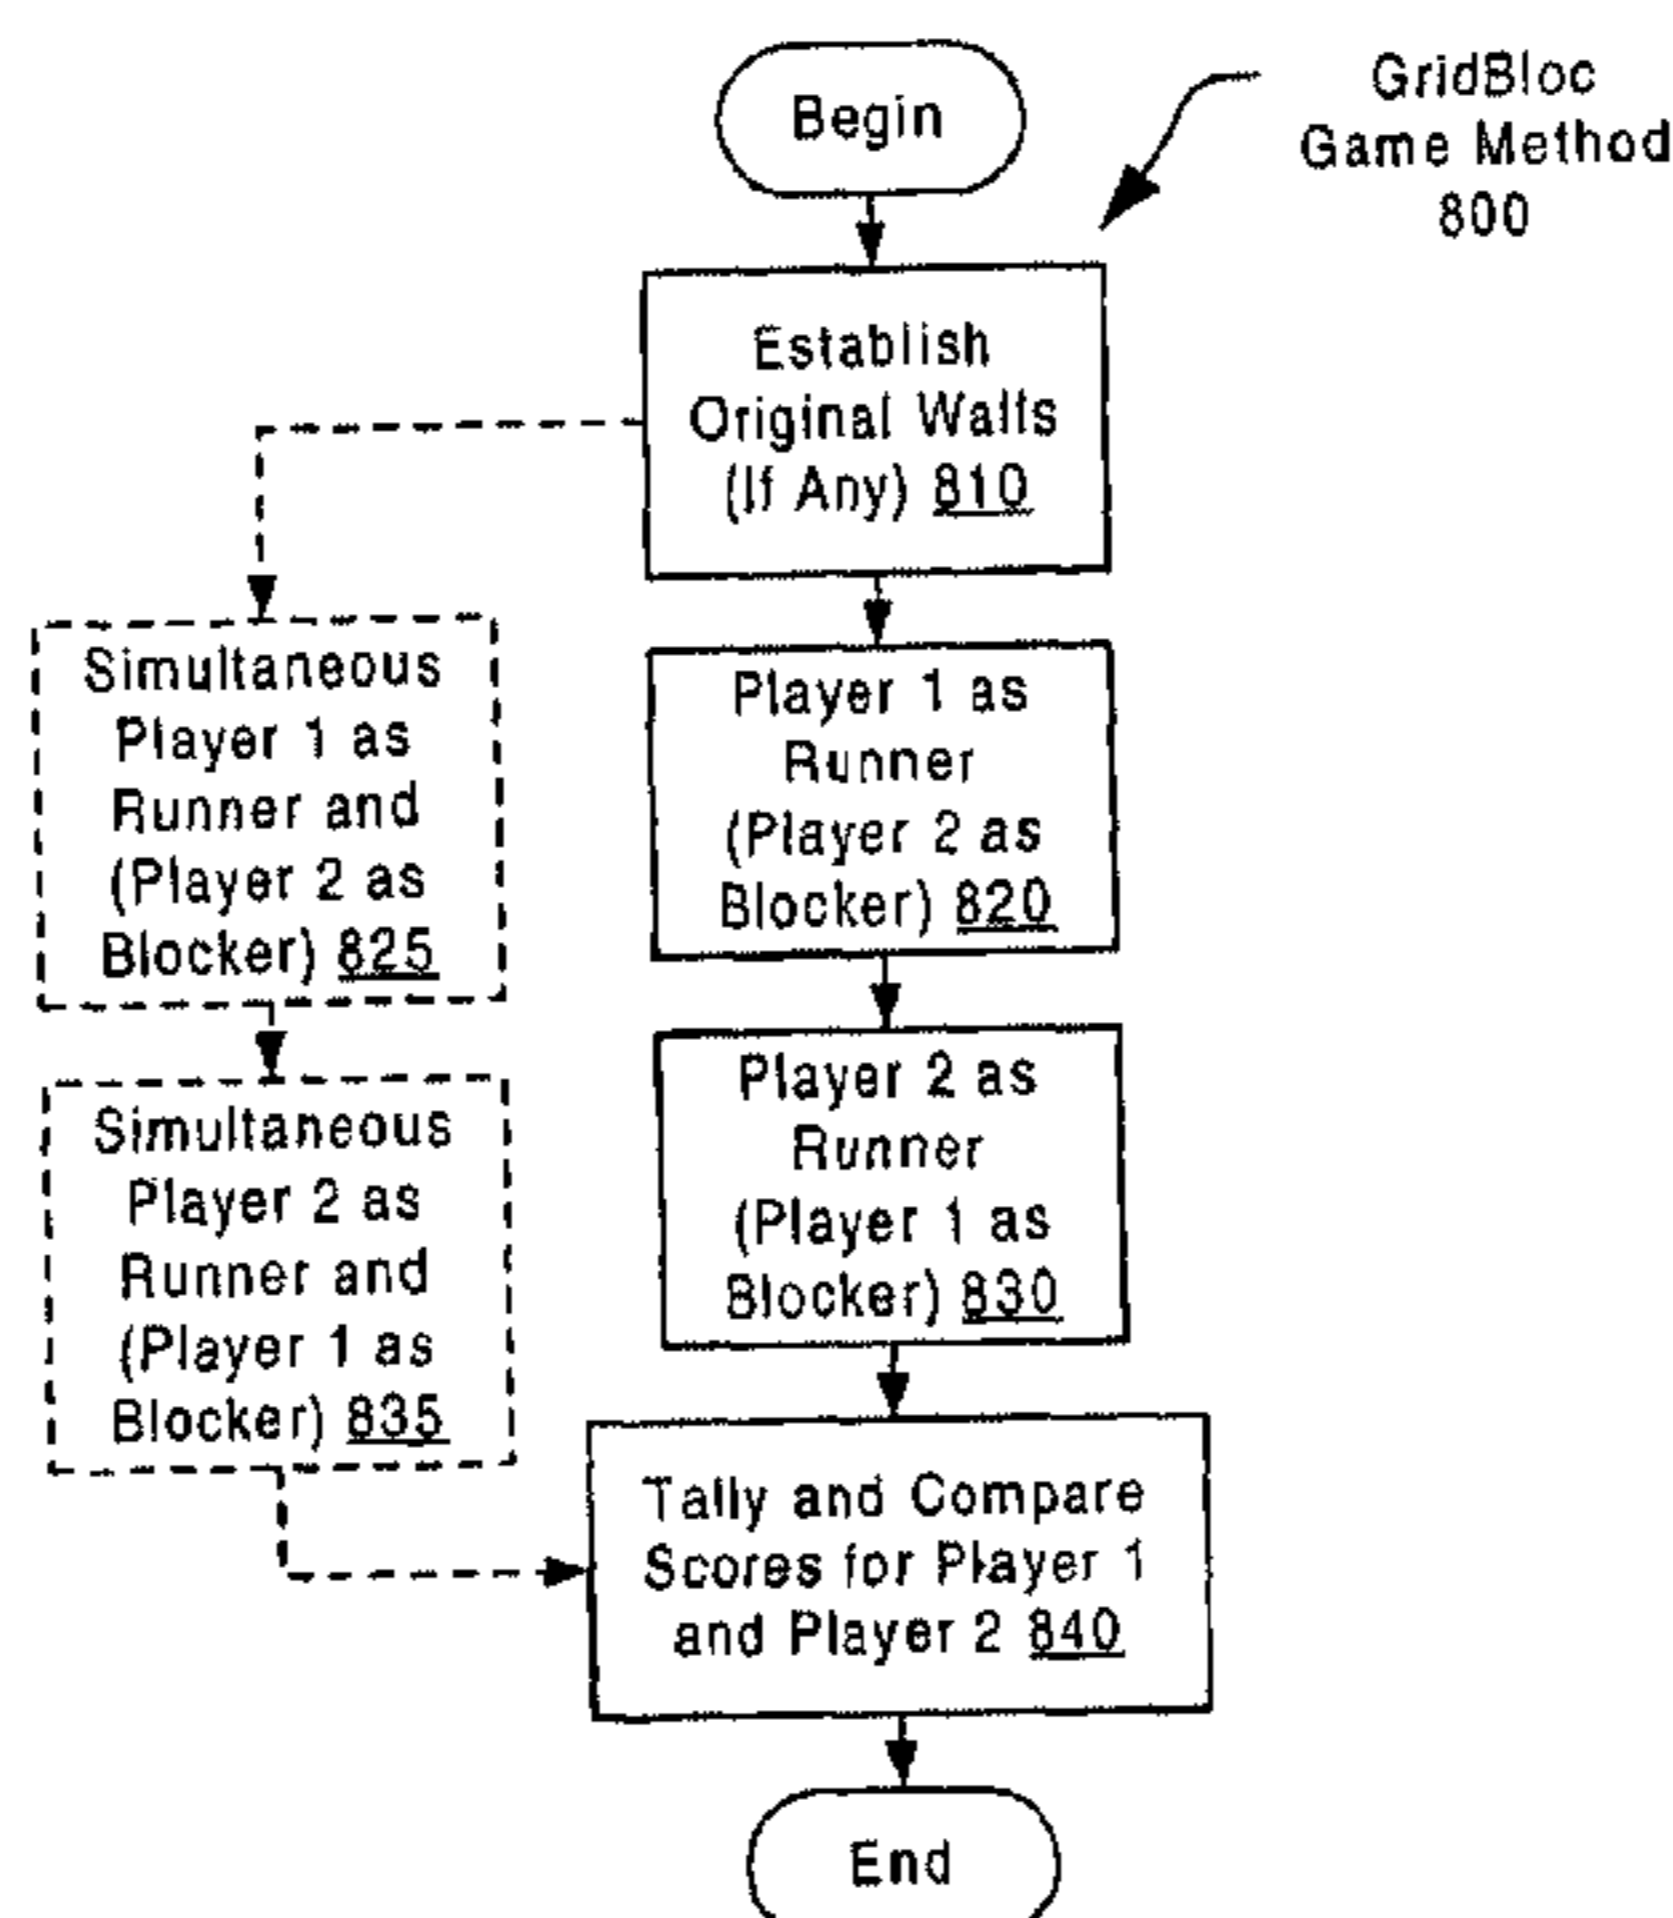 Begin
GridBloc
Game Method
800
Establish
Original Walls
(If Any) 810
Simultaneous
Player 1 as
Runner and
(Player 2 as
Blocker) 825
Player 1 as
Runner
(Player 2 as
Blocker) 820
Simultaneous
Player 2 as
Runner and
(Player 1 as
Blocker) 835
Player 2 as
Runner
(Player 1 as
Blocker) 830
Tally and Compare
Scores for Player 1
and Player 2 840
End